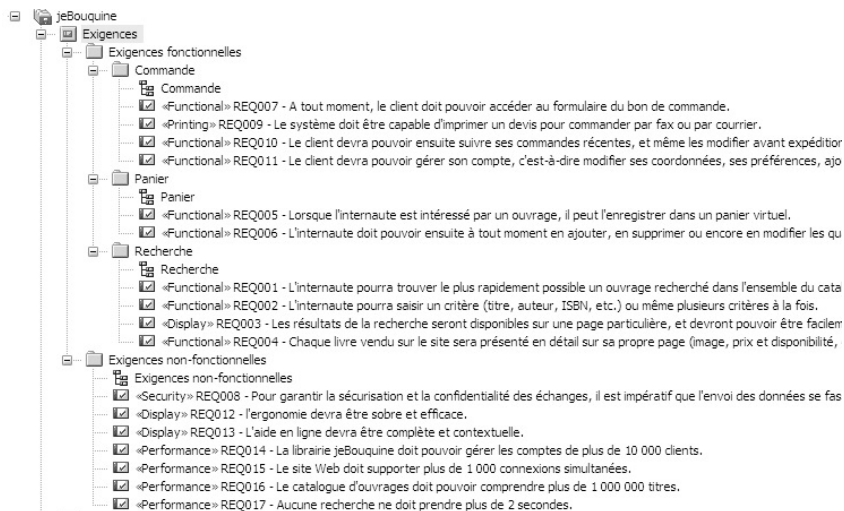 jeBouquine
Exigences
Exigences fonctionnelles
Commande
Commande
«Functional» REQ007 - A tout moment, le client doit pouvoir accéder au formulaire du bon de commande.
«Printing» REQ009 - Le système doit être capable d'imprimer un devis pour commander par fax ou par courrier.
«Functional» REQ010 - Le client devra pouvoir ensuite suivre ses commandes récentes, et même les modifier avant expédition
«Functional» REQ011 - Le client devra pouvoir gérer son compte, c'est-à-dire modifier ses coordonnées, ses préférences, ajo
Panier
Panier
«Functional» REQ005 - Lorsque l'internaute est intéressé par un ouvrage, il peut l'enregistrer dans un panier virtuel.
«Functional» REQ006 - L'internaute doit pouvoir ensuite à tout moment en ajouter, en supprimer ou encore en modifier les qu
Recherche
Recherche
«Functional» REQ001 - L'internaute pourra trouver le plus rapidement possible un ouvrage recherché dans l'ensemble du cata
«Functional» REQ002 - L'internaute pourra saisir un critère (titre, auteur, ISBN, etc.) ou même plusieurs critères à la fois.
«Display» REQ003 - Les résultats de la recherche seront disponibles sur une page particulière, et devront pouvoir être facilem
«Functional» REQ004 - Chaque livre vendu sur le site sera présenté en détail sur sa propre page (image, prix et disponibilité,
Exigences non-fonctionnelles
Exigences non-fonctionnelles
«Security» REQ008 - Pour garantir la sécurisation et la confidentialité des échanges, il est impératif que l'envoi des données se fas
«Display» REQ012 - l'ergonomie devra être sobre et efficace.
«Display» REQ013 - L'aide en ligne devra être complète et contextuelle.
«Performance» REQ014 - La librairie jeBouquine doit pouvoir gérer les comptes de plus de 10 000 clients.
«Performance» REQ015 - Le site Web doit supporter plus de 1 000 connexions simultanées.
«Performance» REQ016 - Le catalogue d'ouvrages doit pouvoir comprendre plus de 1 000 000 titres.
«Performance» REQ017 - Aucune recherche ne doit prendre plus de 2 secondes.